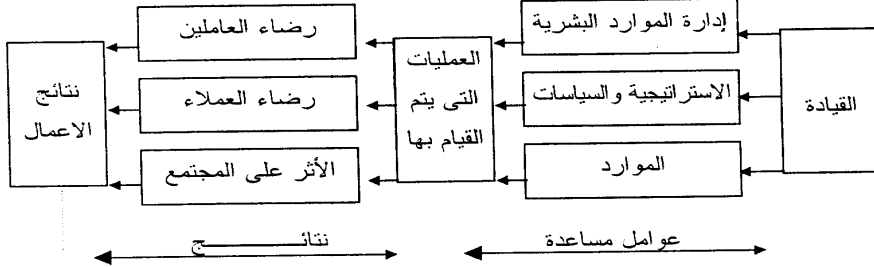 القيادة
إدارة الموارد البشرية
الاستراتيجية والسياسات
الموارد
العمليات
التى يتم
القيام بها
رضاء العاملين
رضاء العملاء
الأثر على المجتمع
نتائج
الاعمال
عوامل مساعدة
نتائـــــــــــج